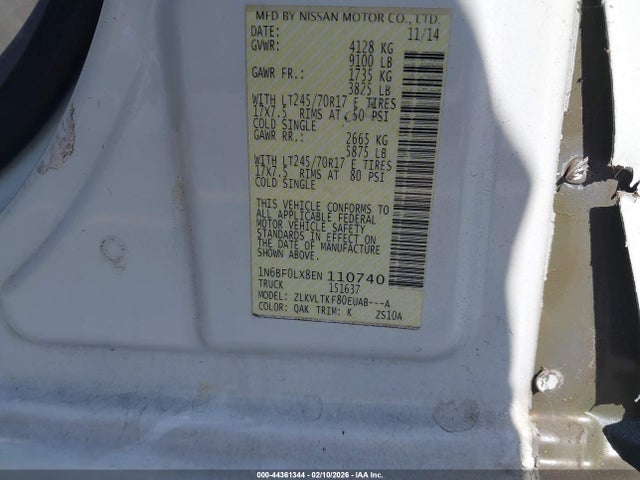 MFD BY NISSAN MOTOR CO., LTD.
DATE: 11/14
GVWR: 4128 KG
9100 LB
GAWR FR.: 1735 KG
3825 LB
WITH LT245/70R17 E TIRES
17X7.5 RIMS AT 50 PSI
COLD SINGLE
GAWR RR.: 2665 KG
5875 LB
WITH LT245/70R17 E TIRES
17X7.5 RIMS AT 80 PSI
COLD SINGLE
THIS VEHICLE CONFORMS TO
ALL APPLICABLE FEDERAL
MOTOR VEHICLE SAFETY
STANDARDS IN EFFECT ON
THE DATE OF MANUFACTURE
SHOWN ABOVE.
1N6BF0LX8EN 110740
TRUCK 151637
MODEL: ZLKVLTKF80EUAB---A
COLOR: QAK TRIM: K ZS10A
000-44361344 - 02/10/2026 - IAA Inc.